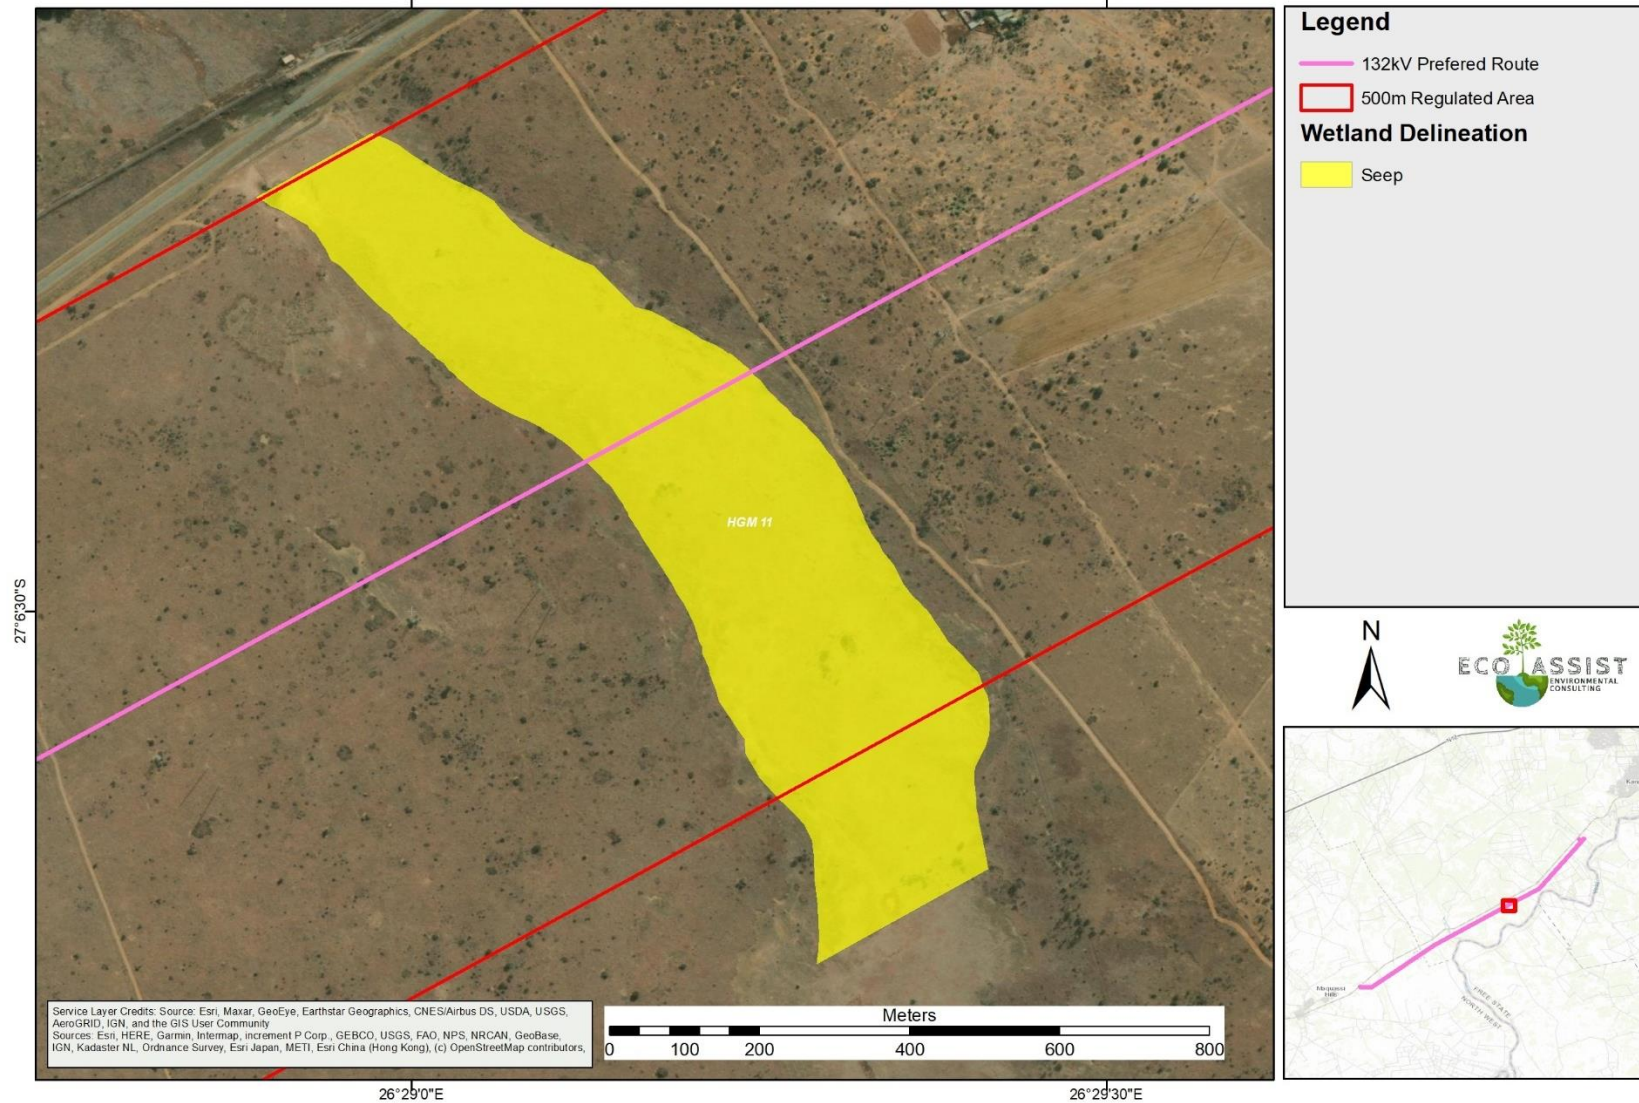 Legend
132kV Prefered Route
500m Regulated Area
Wetland Delineation
Seep
HGM 11
27°6'30"S
26°29'0"E
26°29'30"E
N
ECO ASSIST
ENVIRONMENTAL
CONSULTING
Meters
0 100 200 400 600 800
Service Layer Credits: Source: Esri, Maxar, GeoEye, Earthstar Geographics, CNES/Airbus DS, USDA, USGS,
AeroGRID, IGN, and the GIS User Community
Sources: Esri, HERE, Garmin, Intermap, increment P Corp., GEBCO, USGS, FAO, NPS, NRCAN, GeoBase,
IGN, Kadaster NL, Ordnance Survey, Esri Japan, METI, Esri China (Hong Kong), (c) OpenStreetMap contributors,
Maquassi
Hills
FREE STATE
NORTH WEST